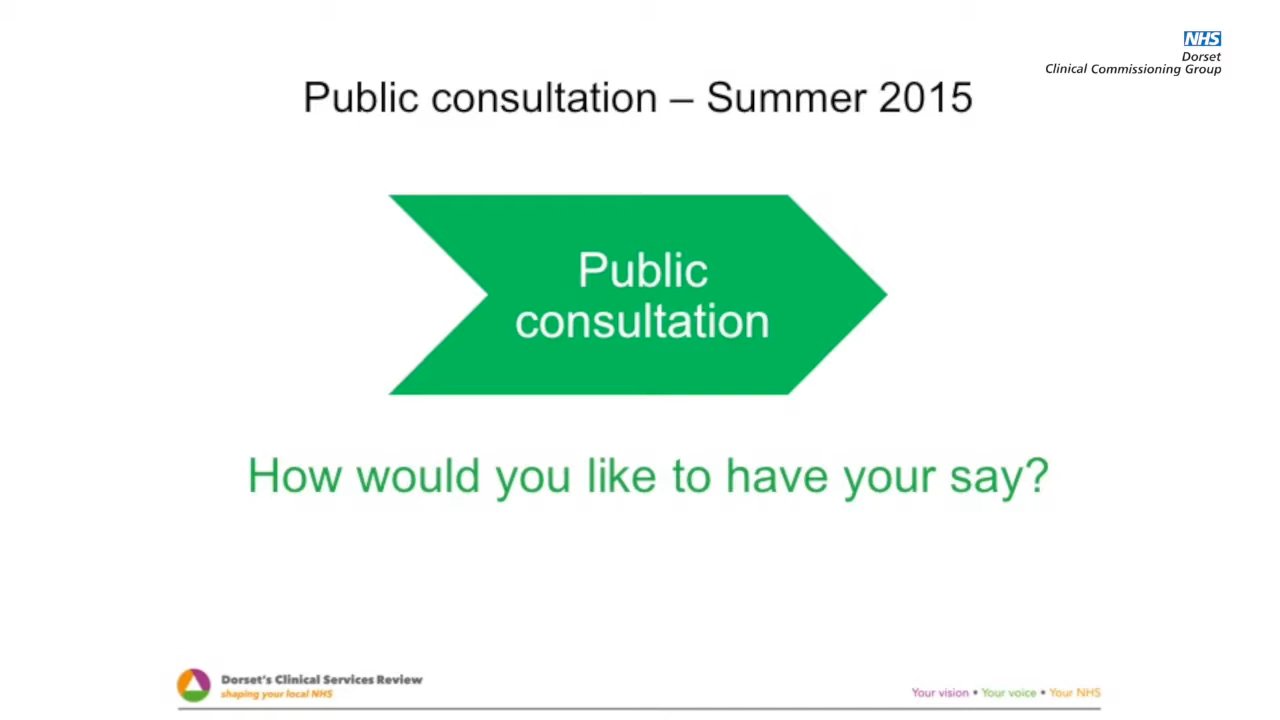 NHS
Dorset
Clinical Commissioning Group
Public consultation – Summer 2015
Public
consultation
How would you like to have your say?
Dorset's Clinical Services Review
shaping your local NHS
Your vision • Your voice • Your NHS